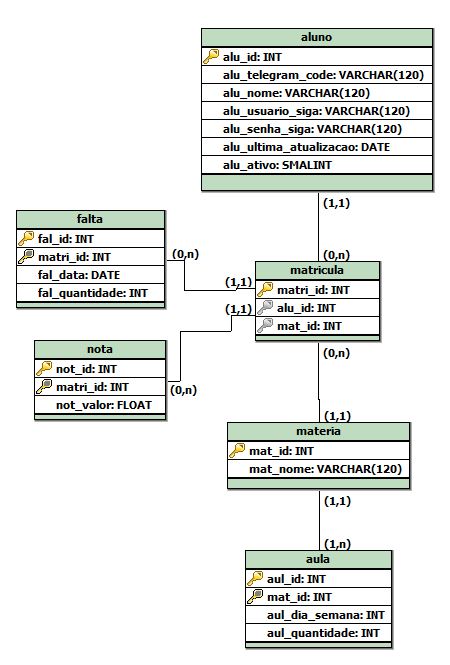 aluno
alu_id: INT
alu_telegram_code: VARCHAR(120)
alu_nome: VARCHAR(120)
alu_usuario_siga: VARCHAR(120)
alu_senha_siga: VARCHAR(120)
alu_ultima_atualizacao: DATE
alu_ativo: SMALINT
(1,1)
(0,n)
falta
fal_id: INT
matri_id: INT
fal_data: DATE
fal_quantidade: INT
(0,n)
(1,1)
matricula
matri_id: INT
alu_id: INT
mat_id: INT
(1,1)
(0,n)
nota
not_id: INT
matri_id: INT
not_valor: FLOAT
(0,n)
(1,1)
materia
mat_id: INT
mat_nome: VARCHAR(120)
(1,1)
(1,n)
aula
aul_id: INT
mat_id: INT
aul_dia_semana: INT
aul_quantidade: INT